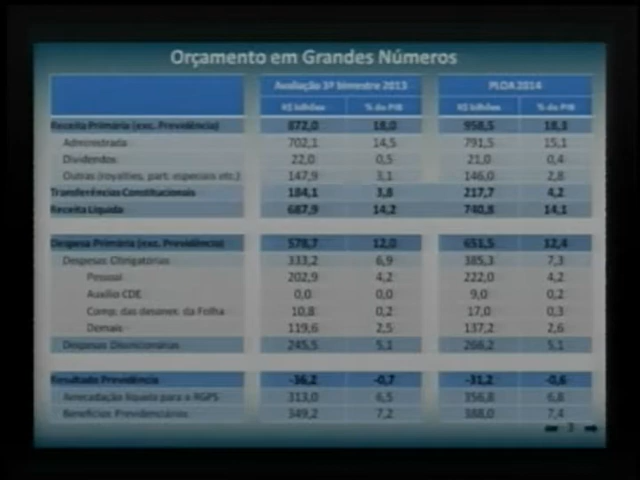 Orçamento em Grandes Números
Avaliação 3º bimestre 2013 PLOA 2014
R$ bilhões % do PIB R$ bilhões % do PIB
Receita Primária (exc. Previdência) 872,0 18,0 958,5 18,3
Administrada 702,1 14,5 791,5 15,1
Dividendos 22,0 0,5 21,0 0,4
Outras (royalties, part. especiais etc.) 147,9 3,1 146,0 2,8
Transferências Constitucionais 184,1 3,8 217,7 4,2
Receita Líquida 687,9 14,2 740,8 14,1
Despesa Primária (exc. Previdência) 578,7 12,0 651,5 12,4
Despesas Obrigatórias 333,2 6,9 385,3 7,3
Pessoal 202,9 4,2 222,0 4,2
Auxílio CDE 0,0 0,0 9,0 0,2
Comp. das desoner. da Folha 10,8 0,2 17,0 0,3
Demais 119,6 2,5 137,2 2,6
Despesas Discricionárias 245,5 5,1 266,2 5,1
Resultado Previdência -36,2 -0,7 -31,2 -0,6
Arrecadação líquida para o RGPS 313,0 6,5 356,8 6,8
Benefícios Previdenciários 349,2 7,2 388,0 7,4
3